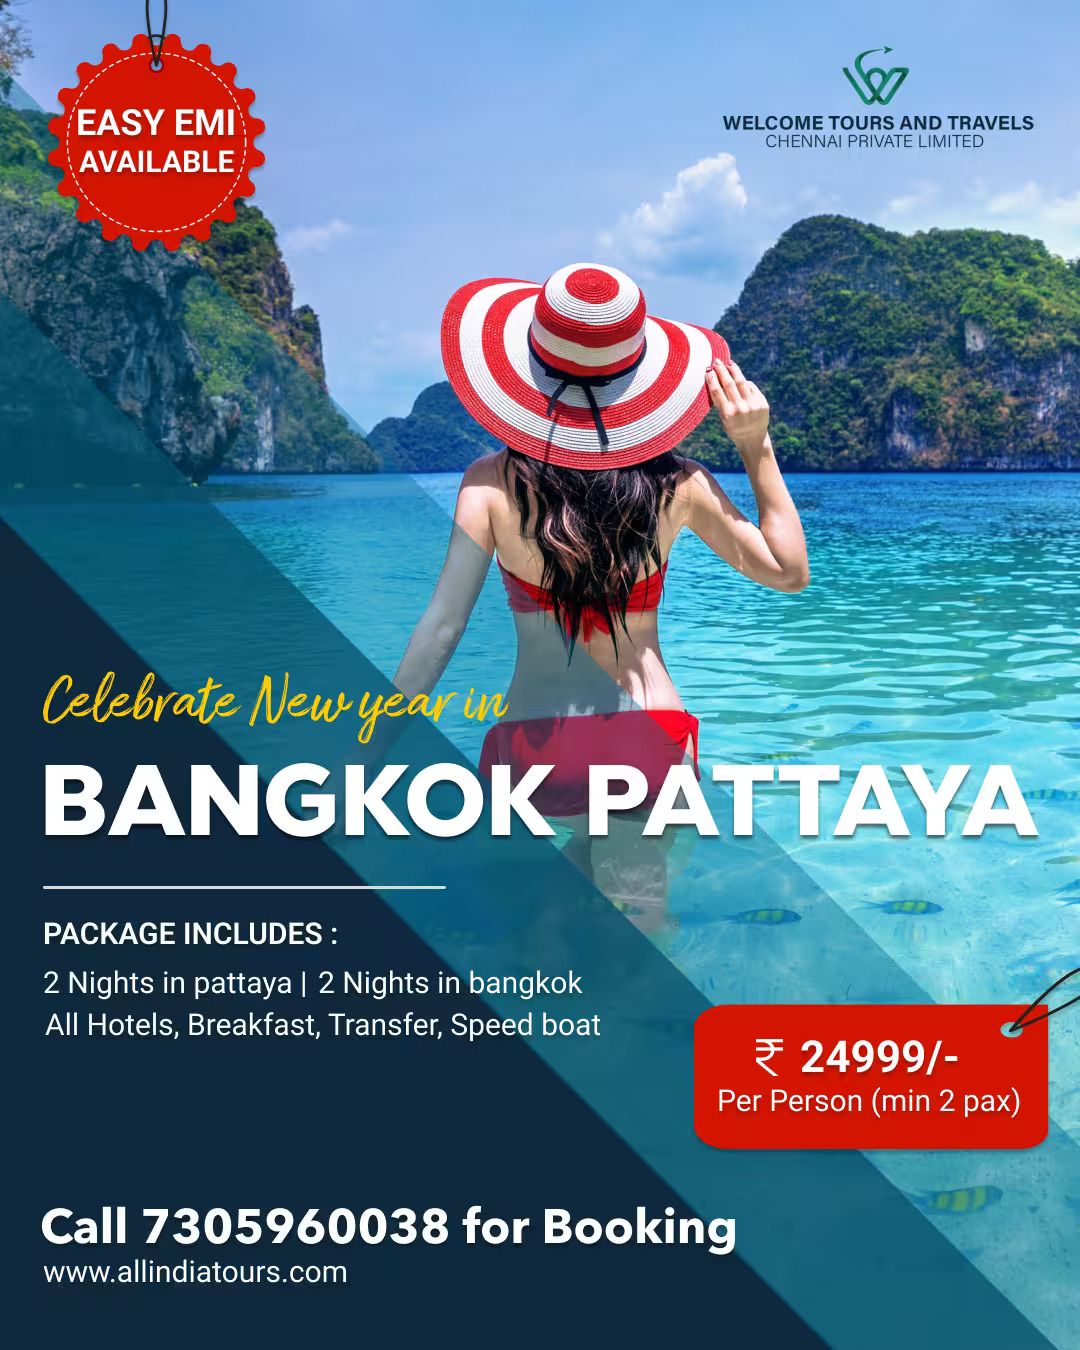 EASY EMI
AVAILABLE
WELCOME TOURS AND TRAVELS
CHENNAI PRIVATE LIMITED
Celebrate New year in
BANGKOK PATTAYA
PACKAGE INCLUDES :
2 Nights in pattaya | 2 Nights in bangkok
All Hotels, Breakfast, Transfer, Speed boat
₹ 24999/-
Per Person (min 2 pax)
Call 7305960038 for Booking
www.allindiatours.com